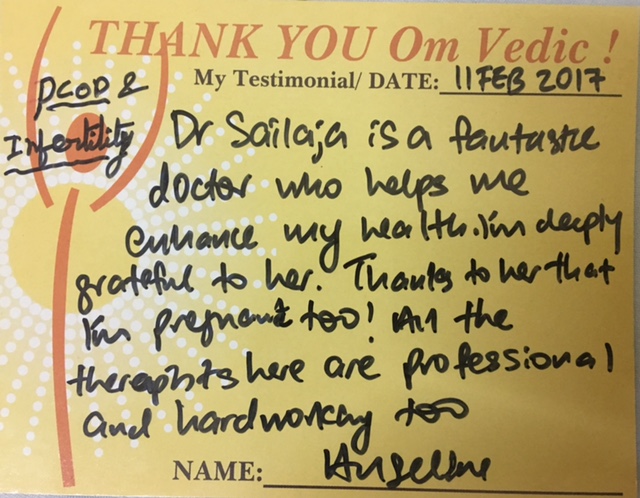 THANK YOU Om Vedic !
My Testimonial/ DATE: 11 FEB 2017
PCOD &
Infertility
Dr Sailaja is a fantastic
doctor who helps me
enhance my health. I'm deeply
grateful to her. Thanks to her that
I'm pregnant too! All the
therapists here are professional
and hardworking too
NAME: Angeline